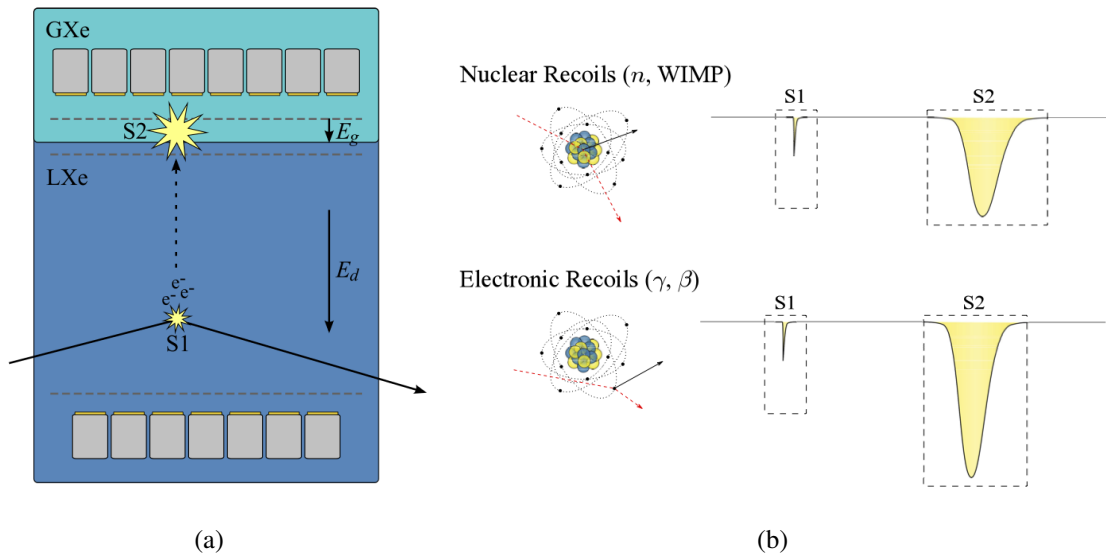 GXe
S2
E_g
LXe
E_d
e⁻
e⁻ e⁻
S1
(a)
Nuclear Recoils (n, WIMP)
S1
S2
Electronic Recoils (γ, β)
S1
S2
(b)